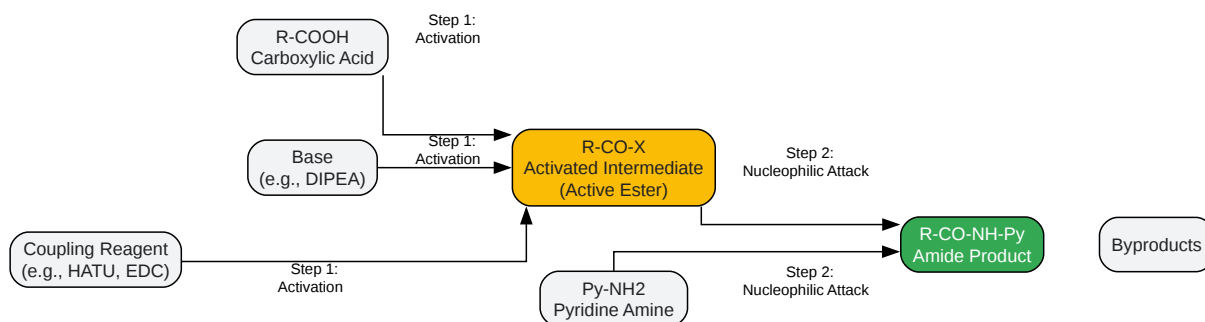 Step 1:
Activation
R-COOH
Carboxylic Acid
Step 1:
Activation
Base
(e.g., DIPEA)
R-CO-X
Activated Intermediate
(Active Ester)
Step 2:
Nucleophilic Attack
Coupling Reagent
(e.g., HATU, EDC)
Step 1:
Activation
Py-NH2
Pyridine Amine
Step 2:
Nucleophilic Attack
R-CO-NH-Py
Amide Product
Byproducts